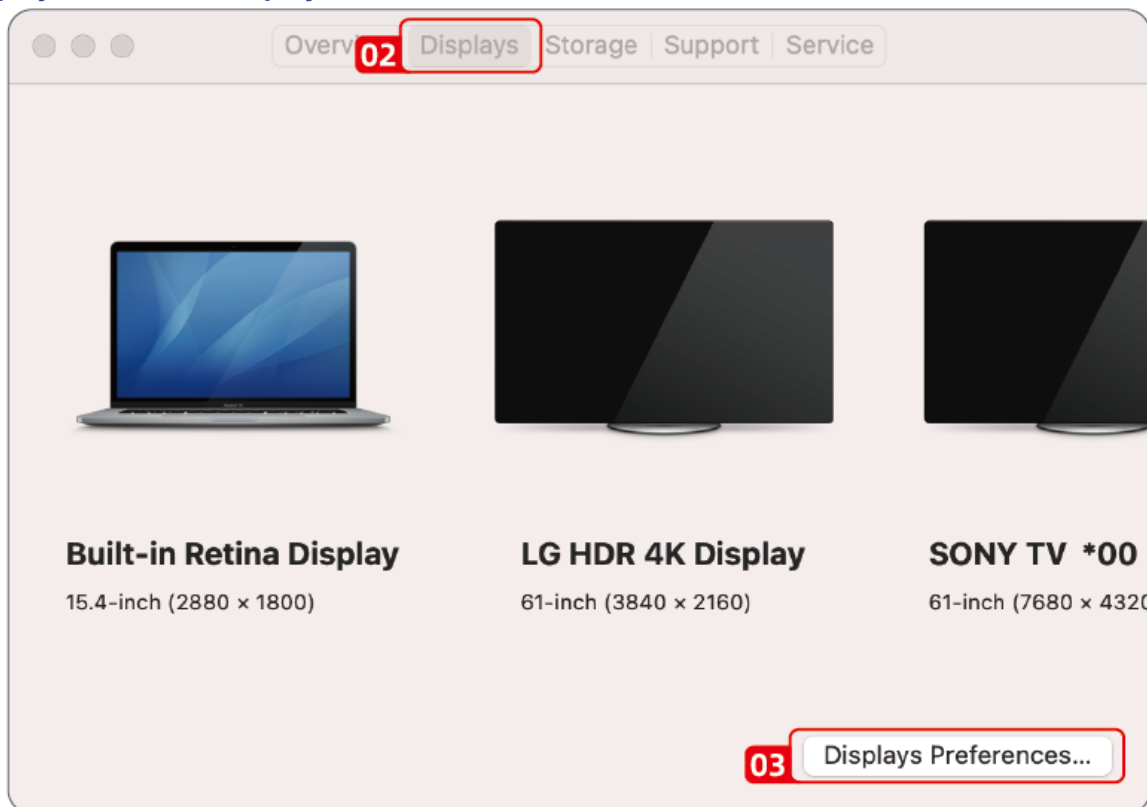 Overvi 02 Displays Storage Support Service
Built-in Retina Display
15.4-inch (2880 × 1800)
LG HDR 4K Display
61-inch (3840 × 2160)
SONY TV *00
61-inch (7680 × 4320
03 Displays Preferences...